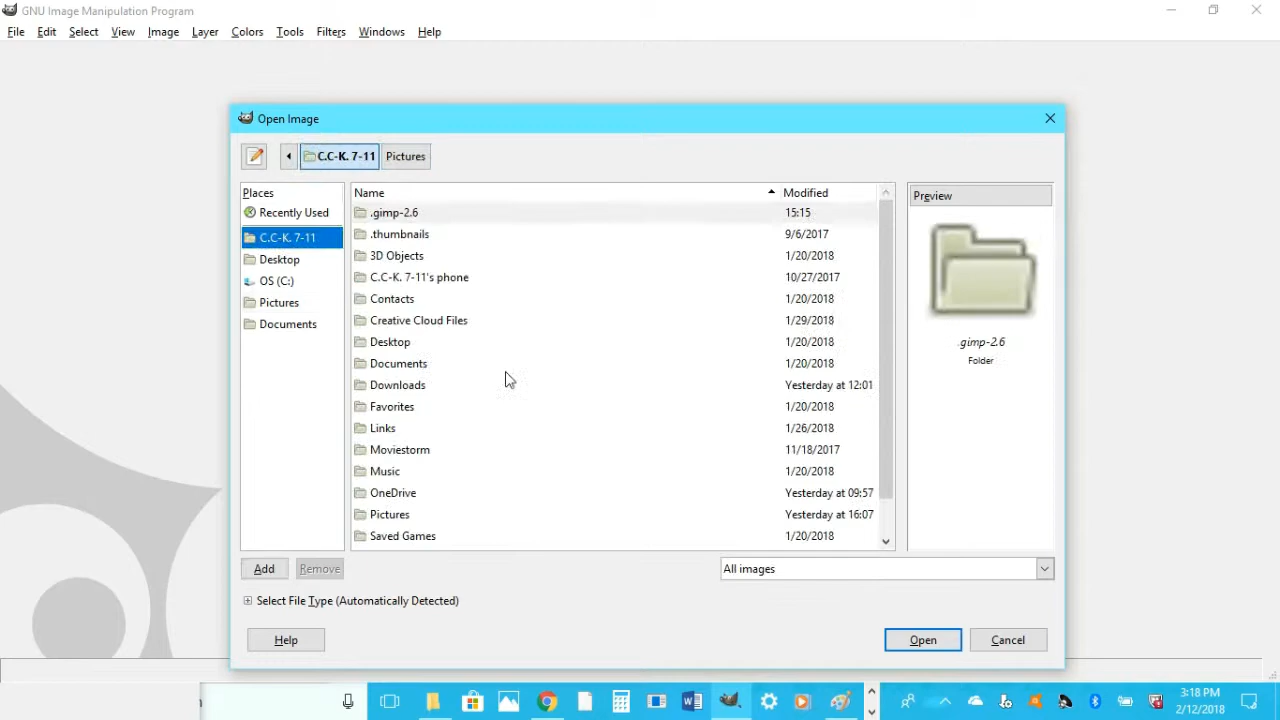 GNU Image Manipulation Program
File Edit Select View Image Layer Colors Tools Filters Windows Help
Open Image
C.C-K. 7-11 Pictures
Places
Recently Used
C.C-K. 7-11
Desktop
OS (C:)
Pictures
Documents
Name Modified
.gimp-2.6 15:15
.thumbnails 9/6/2017
3D Objects 1/20/2018
C.C-K. 7-11's phone 10/27/2017
Contacts 1/20/2018
Creative Cloud Files 1/29/2018
Desktop 1/20/2018
Documents 1/20/2018
Downloads Yesterday at 12:01
Favorites 1/20/2018
Links 1/26/2018
Moviestorm 11/18/2017
Music 1/20/2018
OneDrive Yesterday at 09:57
Pictures Yesterday at 16:07
Saved Games 1/20/2018
Preview
.gimp-2.6
Folder
Add Remove
All images
Select File Type (Automatically Detected)
Help Open Cancel
3:18 PM
2/12/2018